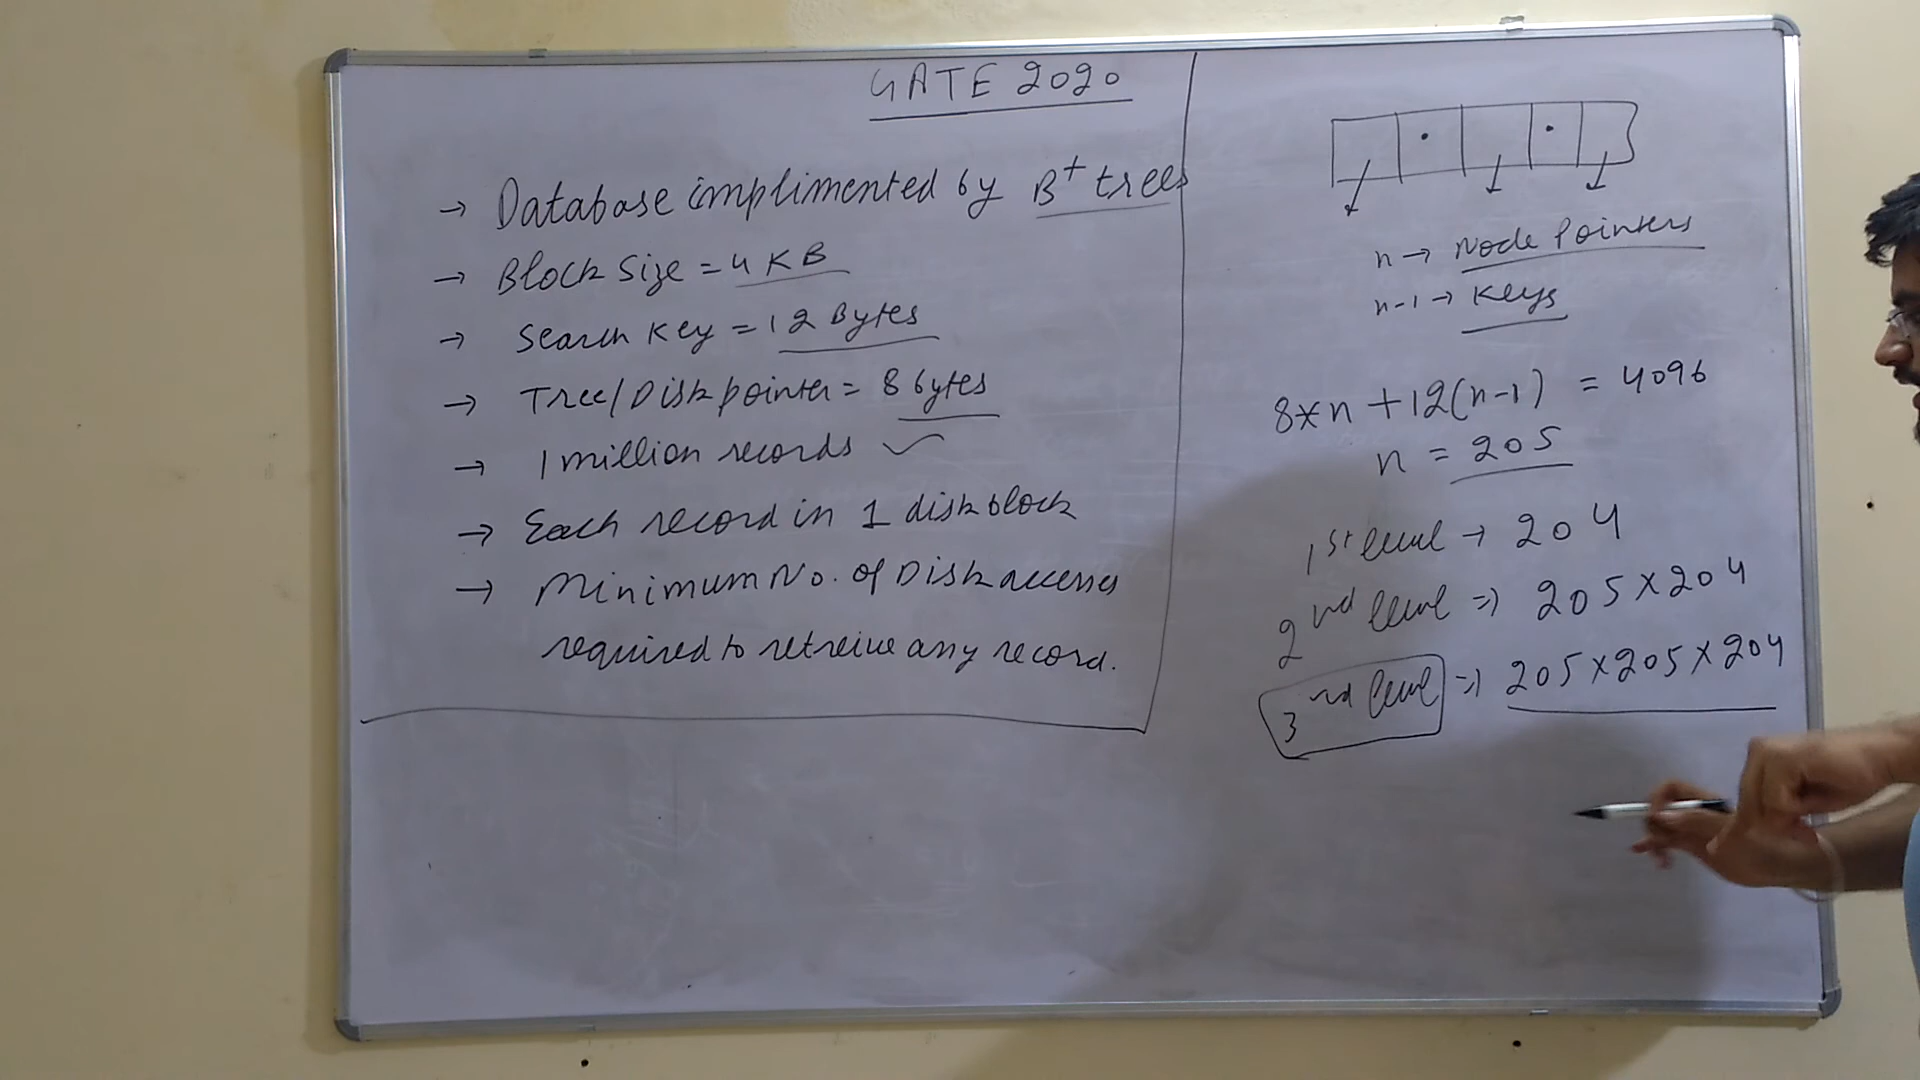 GATE 2020
→ Database implimented by B+ trees
→ Block Size = 4 KB
→ Search Key = 12 Bytes
→ Tree/Disk pointer = 8 bytes
→ 1 million records
→ Each record in 1 disk block
→ Minimum No. of Disk accesses
required to retreive any record.
n → Node Pointers
n-1 → Keys
8*n + 12(n-1) = 4096
n = 205
1st level → 204
2nd level => 205 × 204
3nd level => 205 × 205 × 204